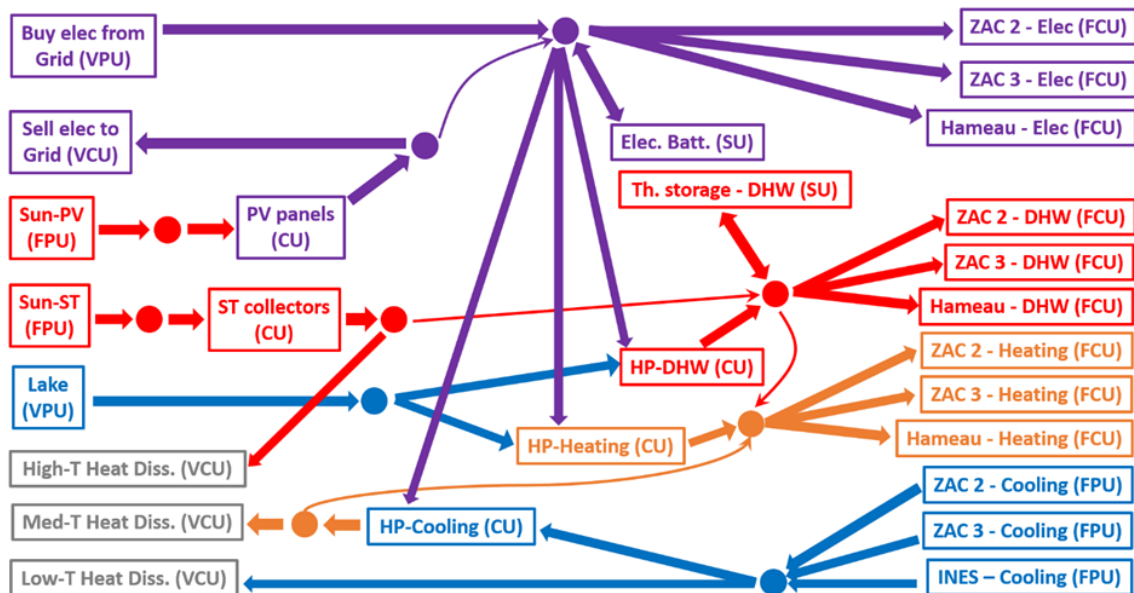 Buy elec from
Grid (VPU)
ZAC 2 - Elec (FCU)
ZAC 3 - Elec (FCU)
Hameau - Elec (FCU)
Sell elec to
Grid (VCU)
Elec. Batt. (SU)
Th. storage - DHW (SU)
Sun-PV
(FPU)
PV panels
(CU)
ZAC 2 - DHW (FCU)
ZAC 3 - DHW (FCU)
Hameau - DHW (FCU)
Sun-ST
(FPU)
ST collectors
(CU)
HP-DHW (CU)
ZAC 2 - Heating (FCU)
ZAC 3 - Heating (FCU)
Hameau - Heating (FCU)
Lake
(VPU)
HP-Heating (CU)
High-T Heat Diss. (VCU)
Med-T Heat Diss. (VCU)
HP-Cooling (CU)
ZAC 2 - Cooling (FPU)
ZAC 3 - Cooling (FPU)
INES – Cooling (FPU)
Low-T Heat Diss. (VCU)